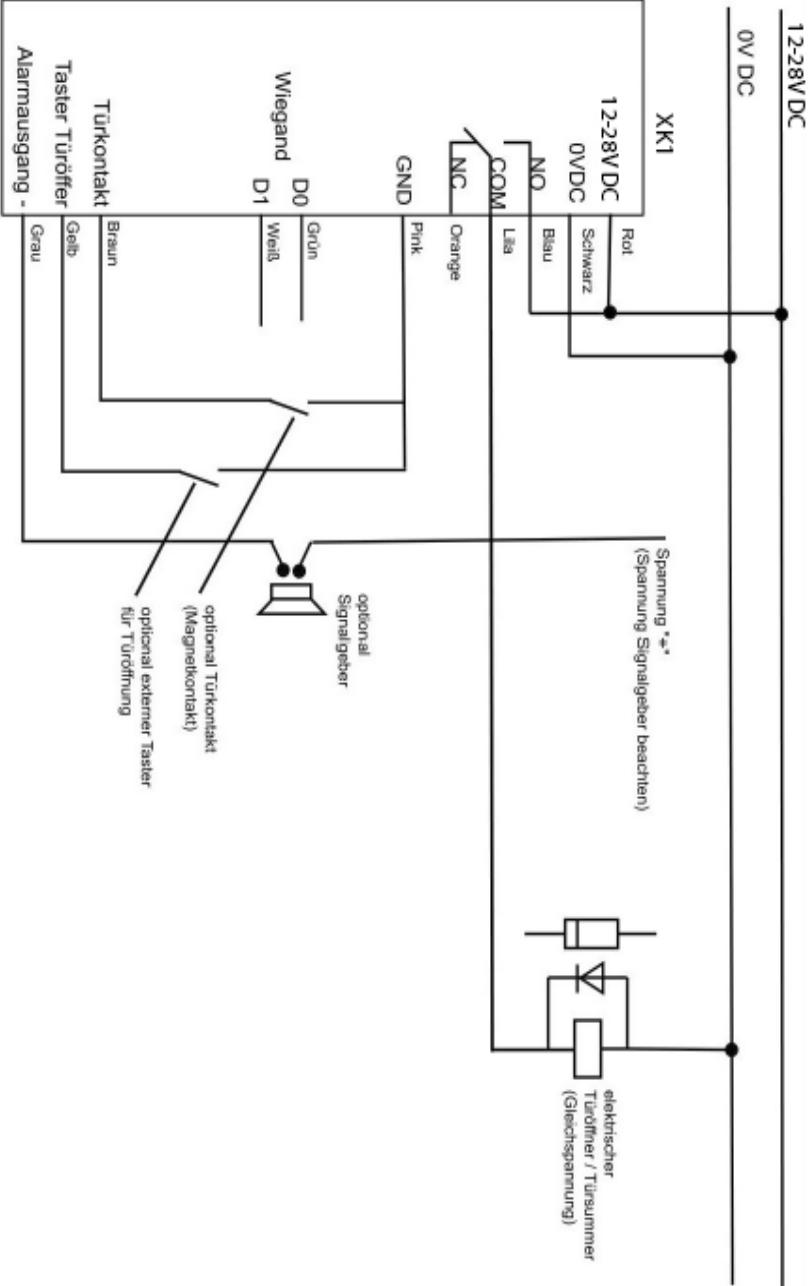 12-28V DC
0V DC
XK1
12-28V DC
0VDC
NO
COM
NC
GND
Wiegand
D0
D1
Türkontakt
Taster Türöffer
Alarmausgang -
Rot
Schwarz
Blau
Lila
Orange
Pink
Grün
Weiß
Braun
Gelb
Grau
Spannung "+"
(Spannung Signalgeber beachten)
optional
Signalgeber
optional Türkontakt
(Magnetkontakt)
optional externer Taster
für Türöffnung
elektrischer
Türöffner / Türsummer
(Gleichspannung)